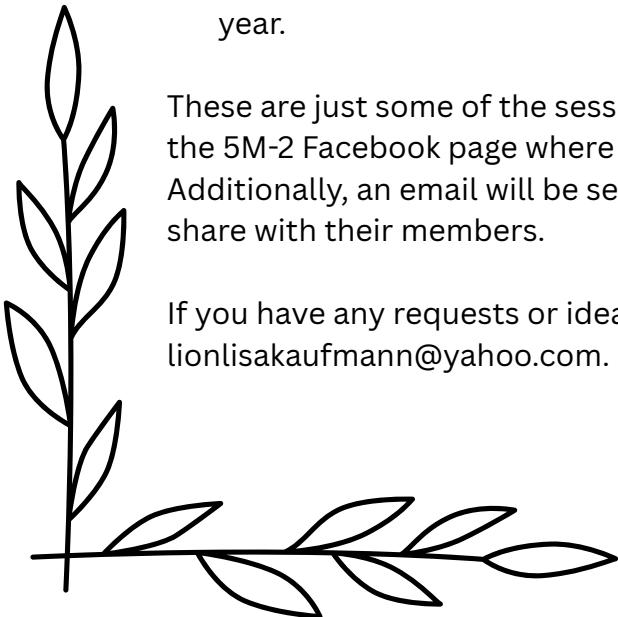 year.
These are just some of the sess
the 5M-2 Facebook page where
Additionally, an email will be se
share with their members.
If you have any requests or idea
lionlisakaufmann@yahoo.com.